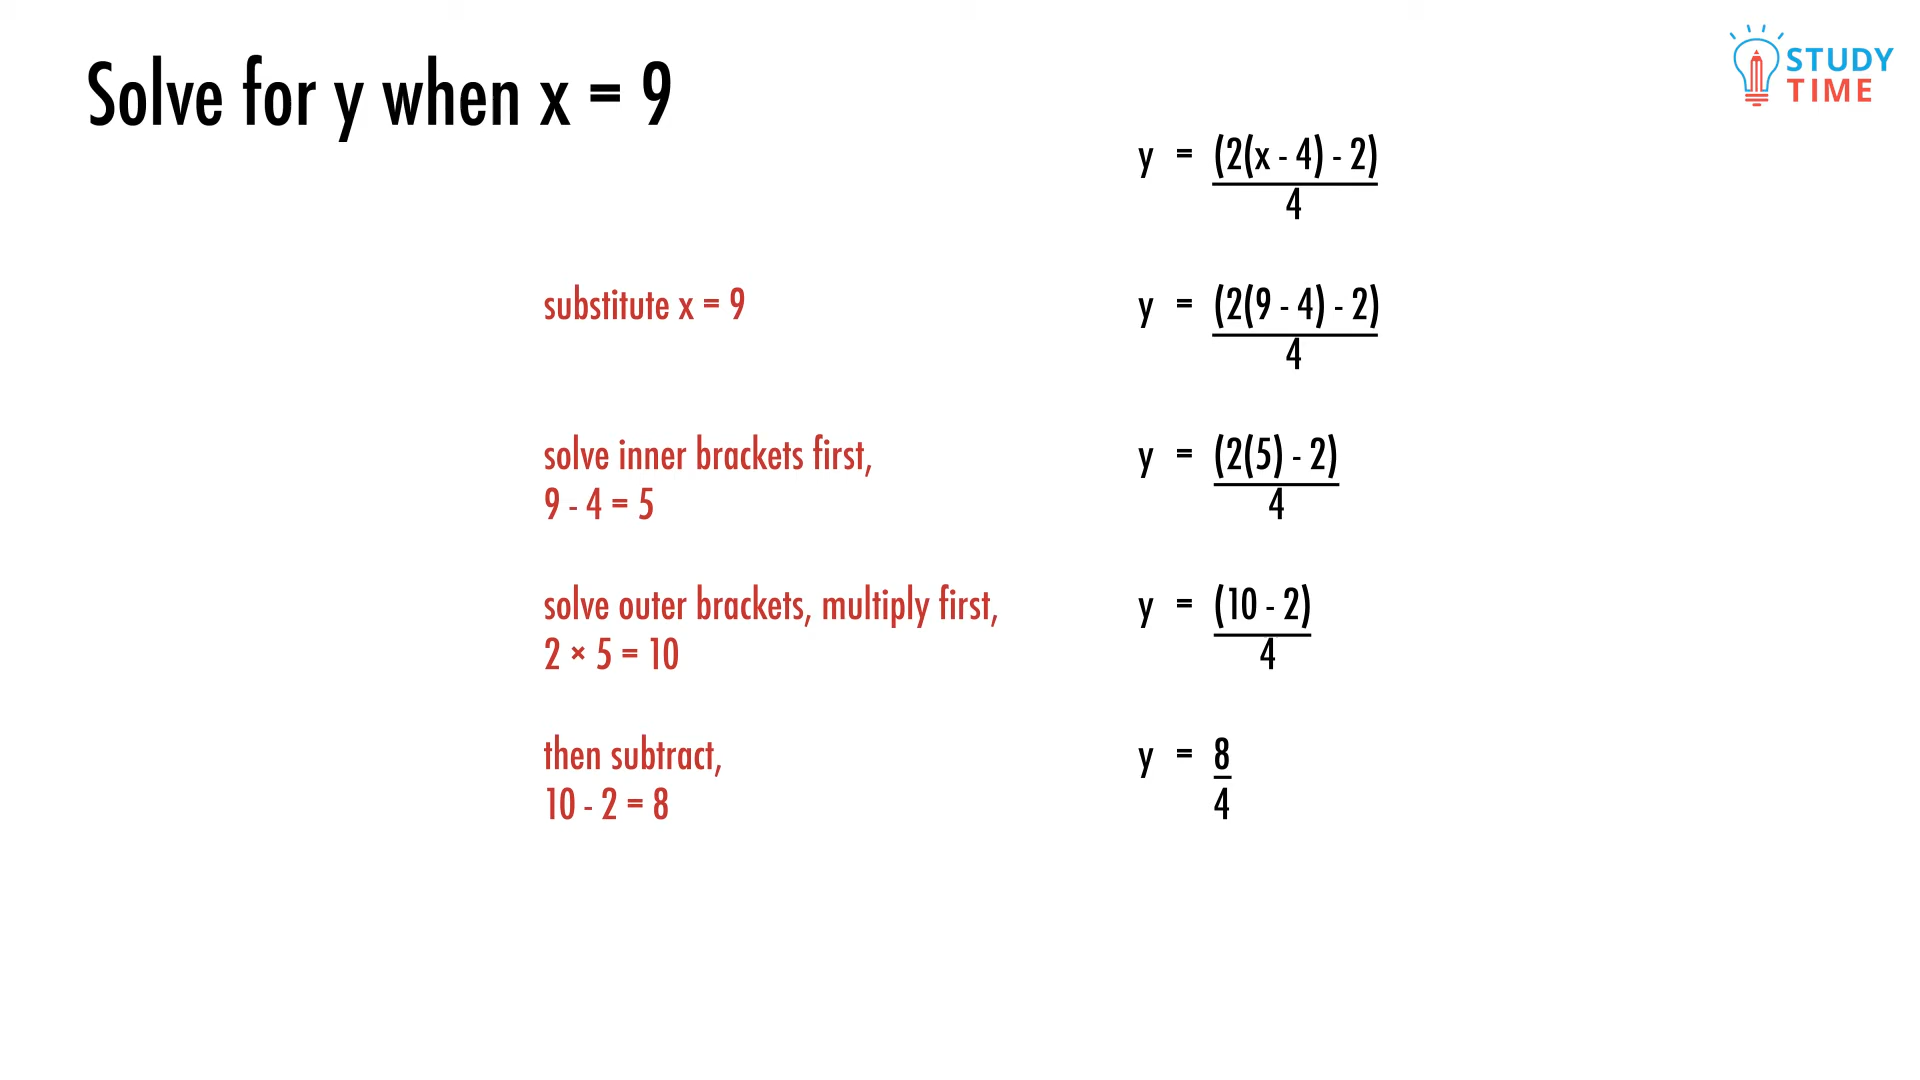 Solve for y when x = 9
STUDY
TIME
y = (2(x - 4) - 2)
4
substitute x = 9
y = (2(9 - 4) - 2)
4
solve inner brackets first,
9 - 4 = 5
y = (2(5) - 2)
4
solve outer brackets, multiply first,
2 × 5 = 10
y = (10 - 2)
4
then subtract,
10 - 2 = 8
y = 8
4